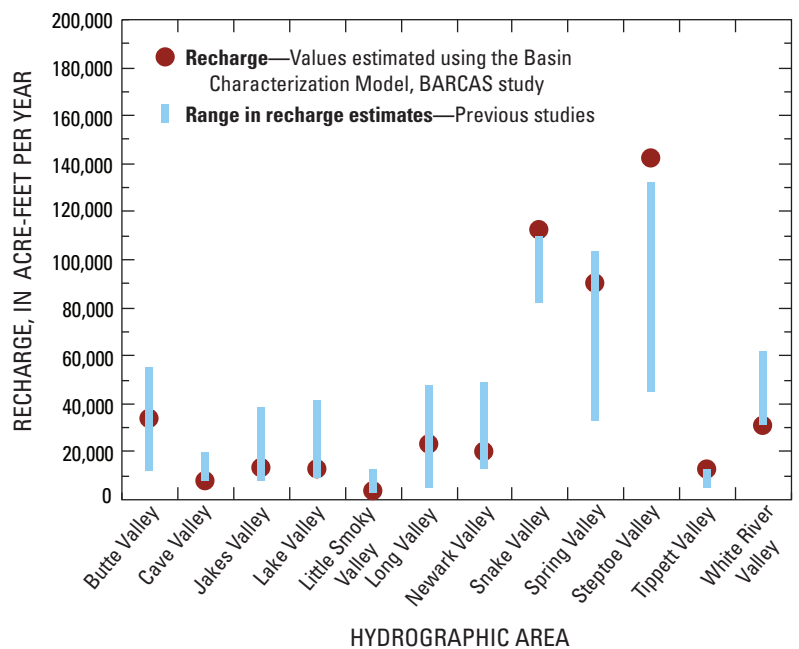 RECHARGE, IN ACRE-FEET PER YEAR
200,000
180,000
160,000
140,000
120,000
100,000
80,000
60,000
40,000
20,000
0
Recharge—Values estimated using the Basin
Characterization Model, BARCAS study
Range in recharge estimates—Previous studies
Butte Valley
Cave Valley
Jakes Valley
Lake Valley
Little Smoky
Valley
Long Valley
Newark Valley
Snake Valley
Spring Valley
Steptoe Valley
Tippett Valley
White River
Valley
HYDROGRAPHIC AREA